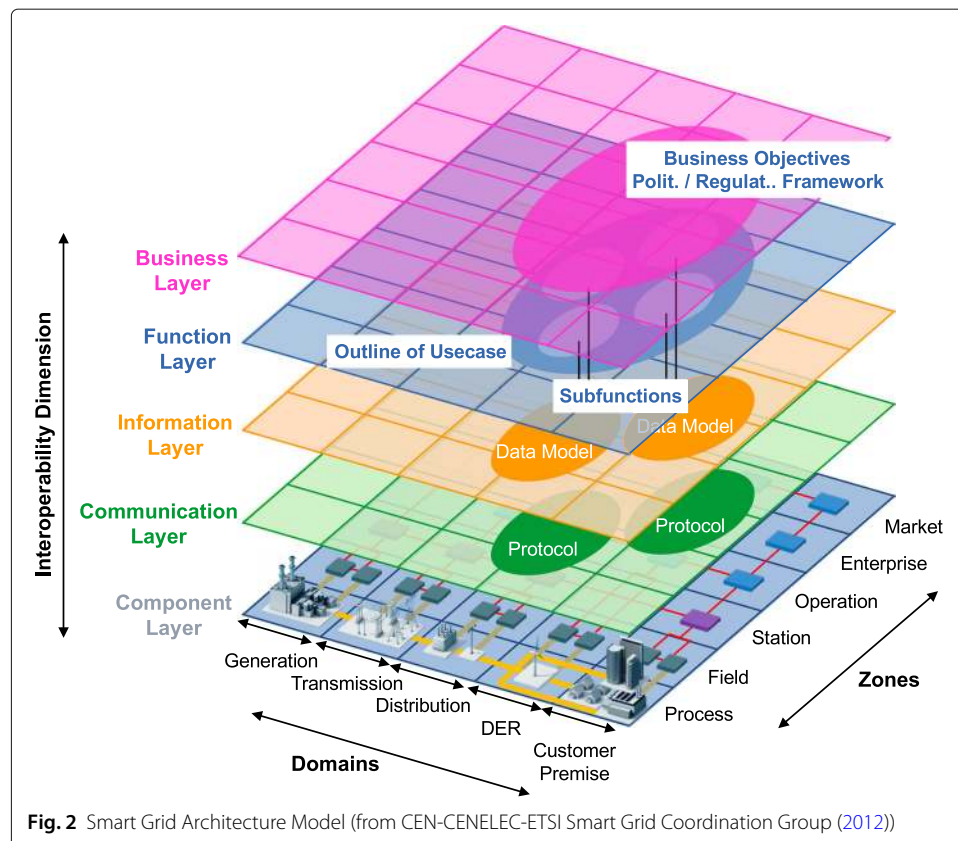 Business Objectives
Polit. / Regulat.. Framework
Business
Layer
Function
Layer
Outline of Usecase
Subfunctions
Information
Layer
Data Model
Data Model
Communication
Layer
Protocol
Protocol
Component
Layer
Interoperability Dimension
Generation
Transmission
Distribution
DER
Customer
Premise
Domains
Market
Enterprise
Operation
Station
Field
Process
Zones
Fig. 2 Smart Grid Architecture Model (from CEN-CENELEC-ETSI Smart Grid Coordination Group (2012))